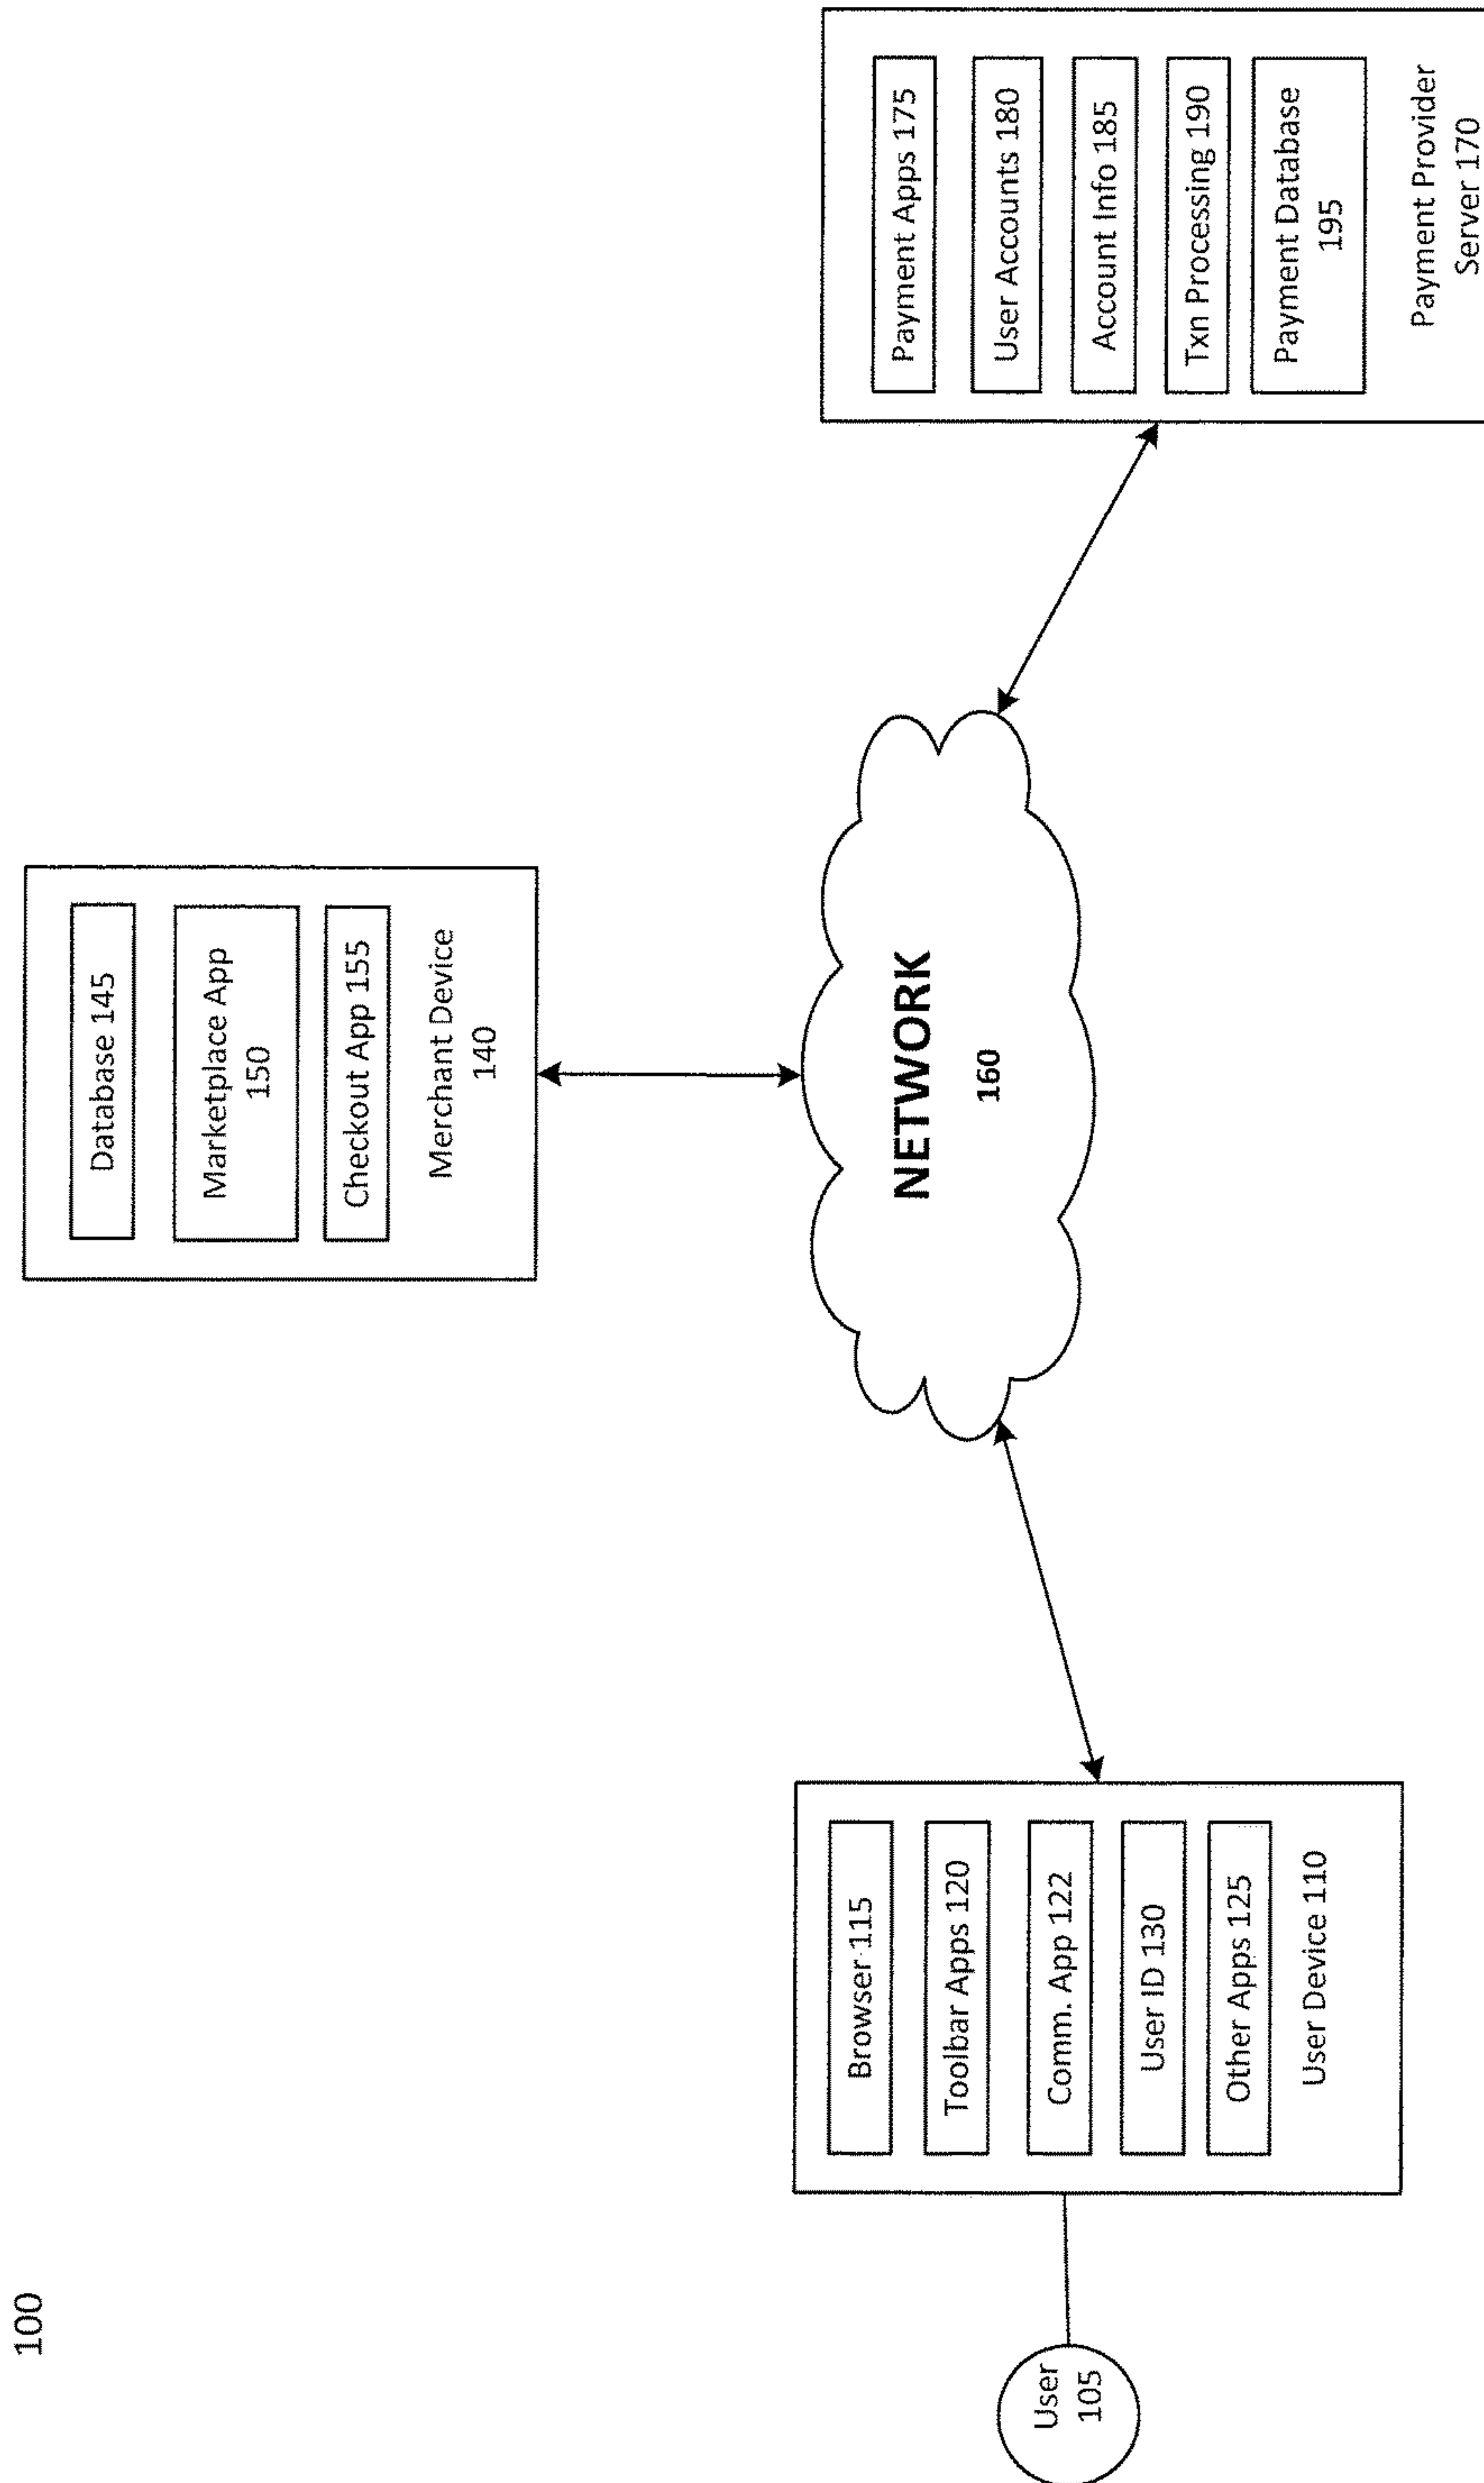 100
Database 145
Marketplace App
150
Checkout App 155
Merchant Device
140
User
105
Browser 115
Toolbar Apps 120
Comm. App 122
User ID 130
Other Apps 125
User Device 110
NETWORK
160
Payment Apps 175
User Accounts 180
Account Info 185
Txn Processing 190
Payment Database
195
Payment Provider
Server 170